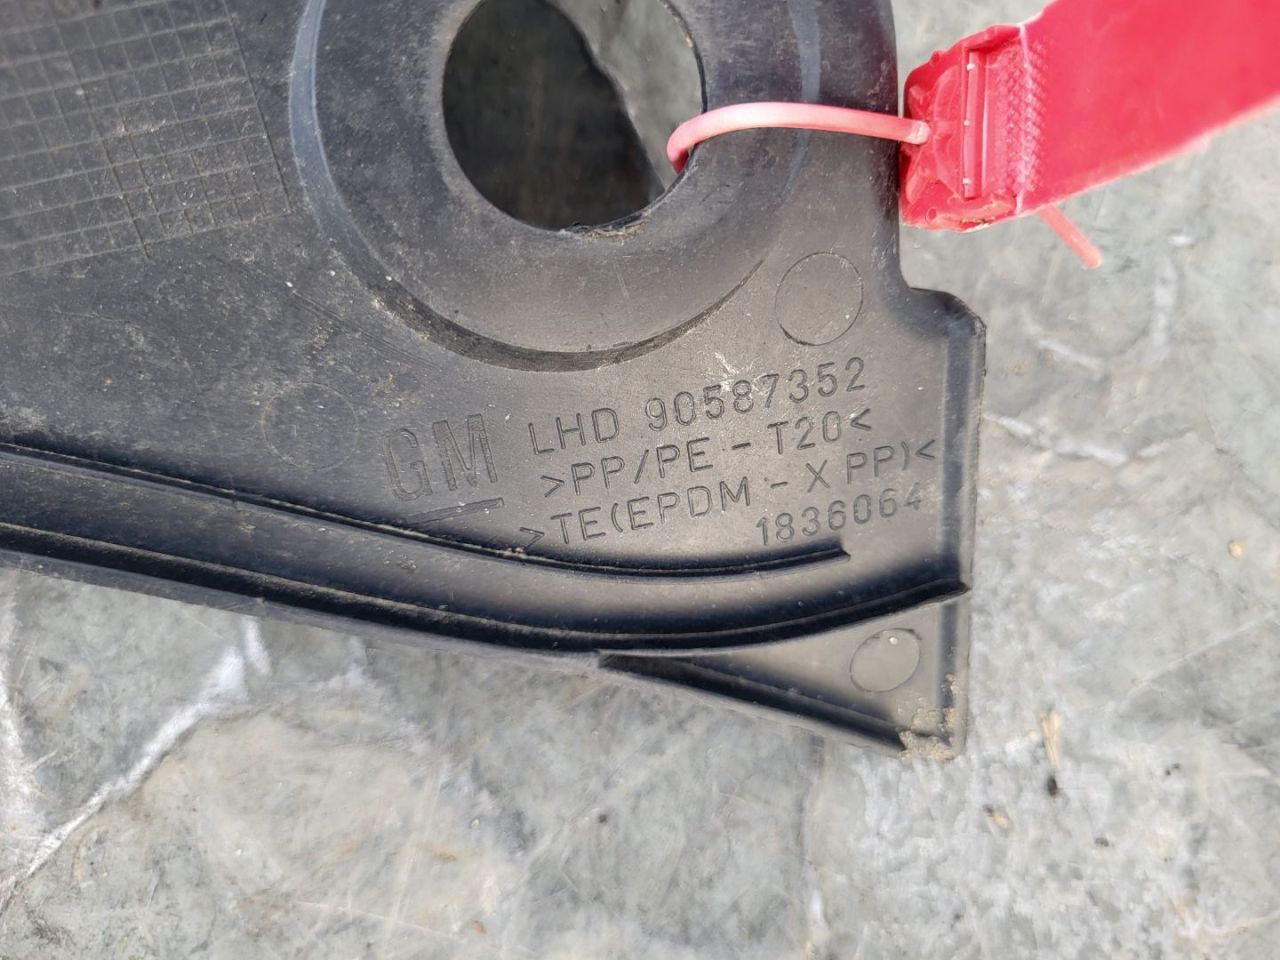 GM LHD 90587352
>PP/PE - T20<
>TE(EPDM - X PP)<
1836064